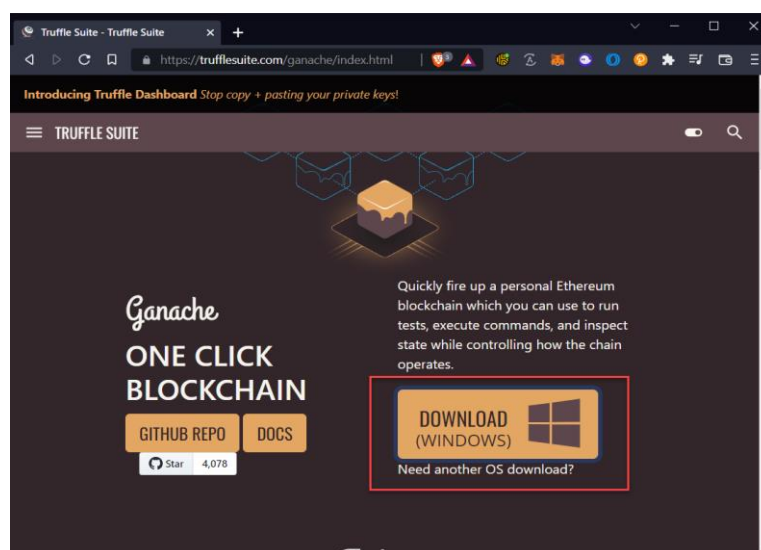 Truffle Suite - Truffle Suite
https://trufflesuite.com/ganache/index.html
Introducing Truffle Dashboard Stop copy + pasting your private keys!
TRUFFLE SUITE
Quickly fire up a personal Ethereum
blockchain which you can use to run
tests, execute commands, and inspect
state while controlling how the chain
operates.
Ganache
ONE CLICK
BLOCKCHAIN
GITHUB REPO DOCS
Star 4,078
DOWNLOAD
(WINDOWS)
Need another OS download?